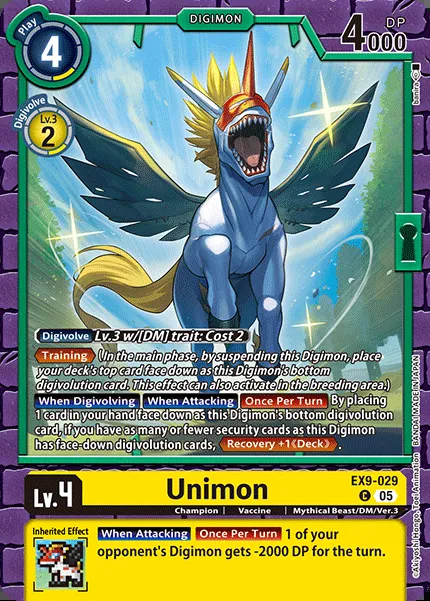 DIGIMON
Play
4
DP
4000
banira
Digivolve
Lv.3
2
Digivolve Lv.3 w/[DM] trait: Cost 2
Training (In the main phase, by suspending this Digimon, place
your deck's top card face down as this Digimon's bottom
digivolution card. This effect can also activate in the breeding area.)
When Digivolving When Attacking Once Per Turn By placing
1 card in your hand face down as this Digimon's bottom digivolution
card, if you have as many or fewer security cards as this Digimon
has face-down digivolution cards, Recovery +1《Deck》.
BANDAI MADE IN JAPAN
©Akiyoshi Hongo, Toei Animation
Lv.4
Unimon
EX9-029
C 05
Champion | Vaccine | Mythical Beast/DM/Ver.3
Inherited Effect
When Attacking Once Per Turn 1 of your
opponent's Digimon gets -2000 DP for the turn.